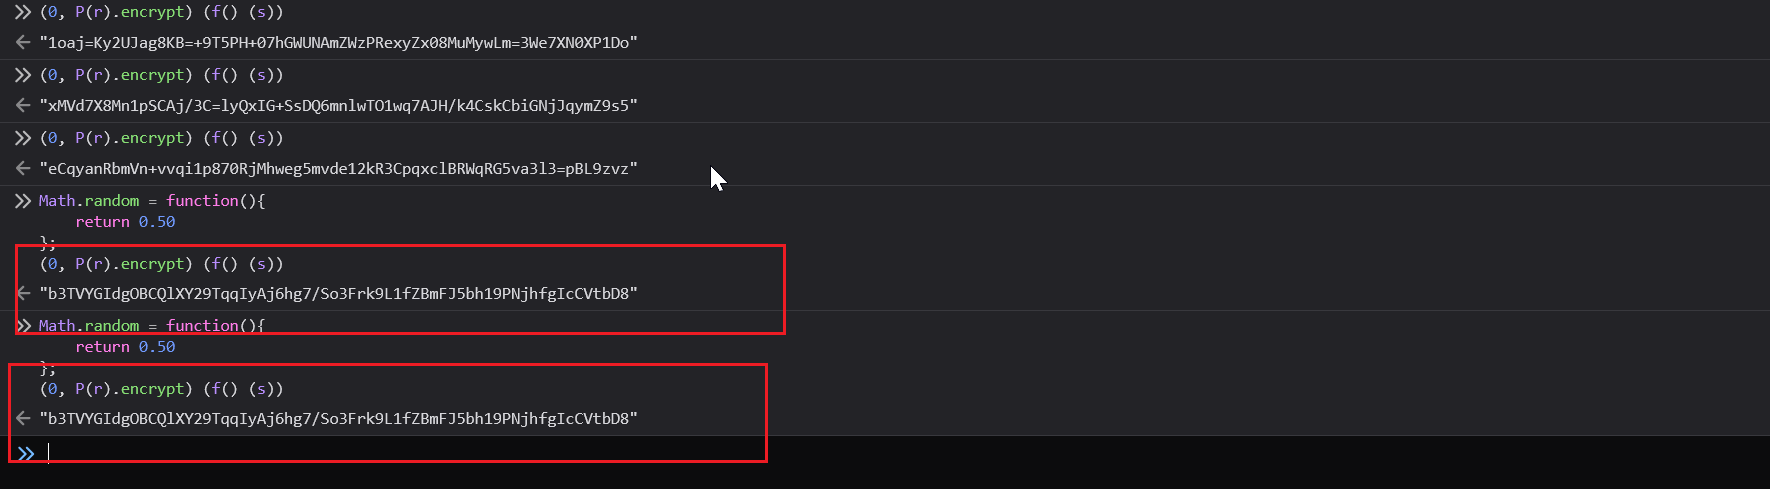 >> (0, P(r).encrypt) (f() (s))
← "1oaj=Ky2UJag8KB=+9T5PH+07hGWUNAmZWzPRexyZx08MuMywLm=3We7XN0XP1Do"
>> (0, P(r).encrypt) (f() (s))
← "xMVd7X8Mn1pSCAj/3C=lyQxIG+SsDQ6mnlwTO1wq7AJH/k4CskCbiGNjJqymZ9s5"
>> (0, P(r).encrypt) (f() (s))
← "eCqyanRbmVn+vvqi1p870RjMhweg5mvde12kR3CpqxclBRWqRG5va3l3=pBL9zvz"
>> Math.random = function(){
return 0.50
};
(0, P(r).encrypt) (f() (s))
← "b3TVYGIdgOBCQlXY29TqqIyAj6hg7/So3Frk9L1fZBmFJ5bh19PNjhfgIcCVtbD8"
>> Math.random = function(){
return 0.50
};
(0, P(r).encrypt) (f() (s))
← "b3TVYGIdgOBCQlXY29TqqIyAj6hg7/So3Frk9L1fZBmFJ5bh19PNjhfgIcCVtbD8"
>>